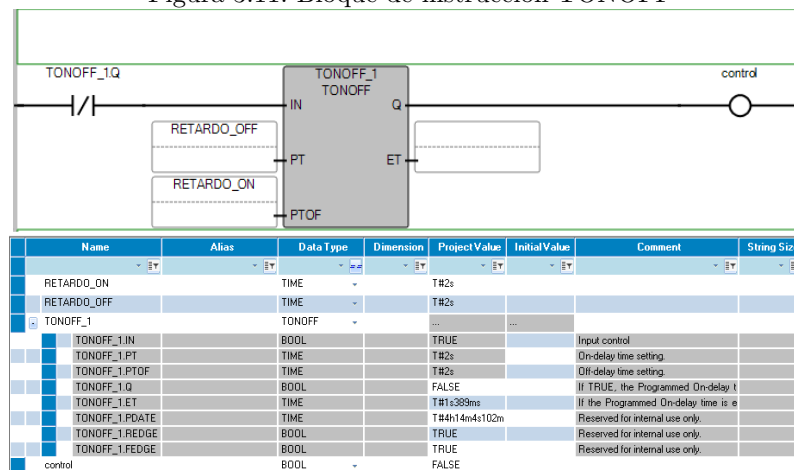 Figura 5.11: Bloque de instrucción TONOFF
TONOFF_1.Q
TONOFF_1
TONOFF
control
IN
Q
RETARDO_OFF
PT
ET
RETARDO_ON
PTOF
Name Alias Data Type Dimension Project Value Initial Value Comment String Siz
RETARDO_ON TIME T#2s
RETARDO_OFF TIME T#2s
TONOFF_1 TONOFF ... ...
TONOFF_1.IN BOOL TRUE Input control
TONOFF_1.PT TIME T#2s On-delay time setting.
TONOFF_1.PTOF TIME T#2s Off-delay time setting.
TONOFF_1.Q BOOL FALSE If TRUE, the Programmed On-delay t
TONOFF_1.ET TIME T#1s389ms If the Programmed On-delay time is e
TONOFF_1.PDATE TIME T#4h14m4s102m Reserved for internal use only.
TONOFF_1.REDGE BOOL TRUE Reserved for internal use only.
TONOFF_1.FEDGE BOOL TRUE Reserved for internal use only.
control BOOL FALSE